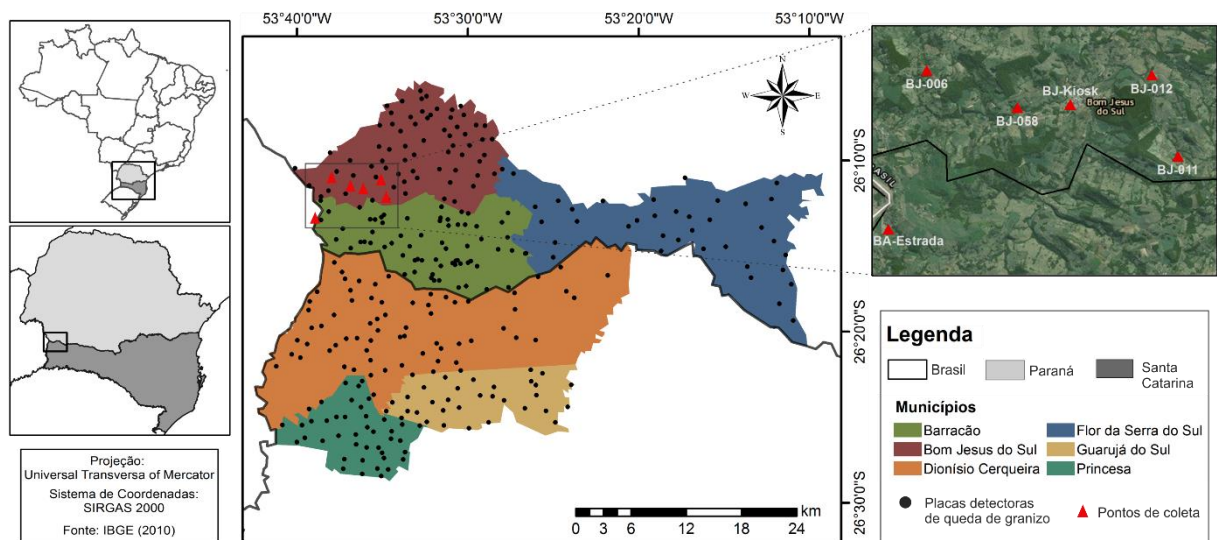 53°40'0"W
53°30'0"W
53°20'0"W
53°10'0"W
N
W
E
S
26°10'0"S
26°20'0"S
26°30'0"S
km
0 3 6 12 18 24
BJ-006
BJ-Kiosk
BJ-012
BJ-058
Bom Jesus
do Sul
BJ-011
BRASIL
BA-Estrada
Projeção:
Universal Transversa of Mercator
Sistema de Coordenadas:
SIRGAS 2000
Fonte: IBGE (2010)
Legenda
Brasil
Paraná
Santa
Catarina
Municípios
Barracão
Flor da Serra do Sul
Bom Jesus do Sul
Guarujá do Sul
Dionísio Cerqueira
Princesa
Placas detectoras
de queda de granizo
Pontos de coleta